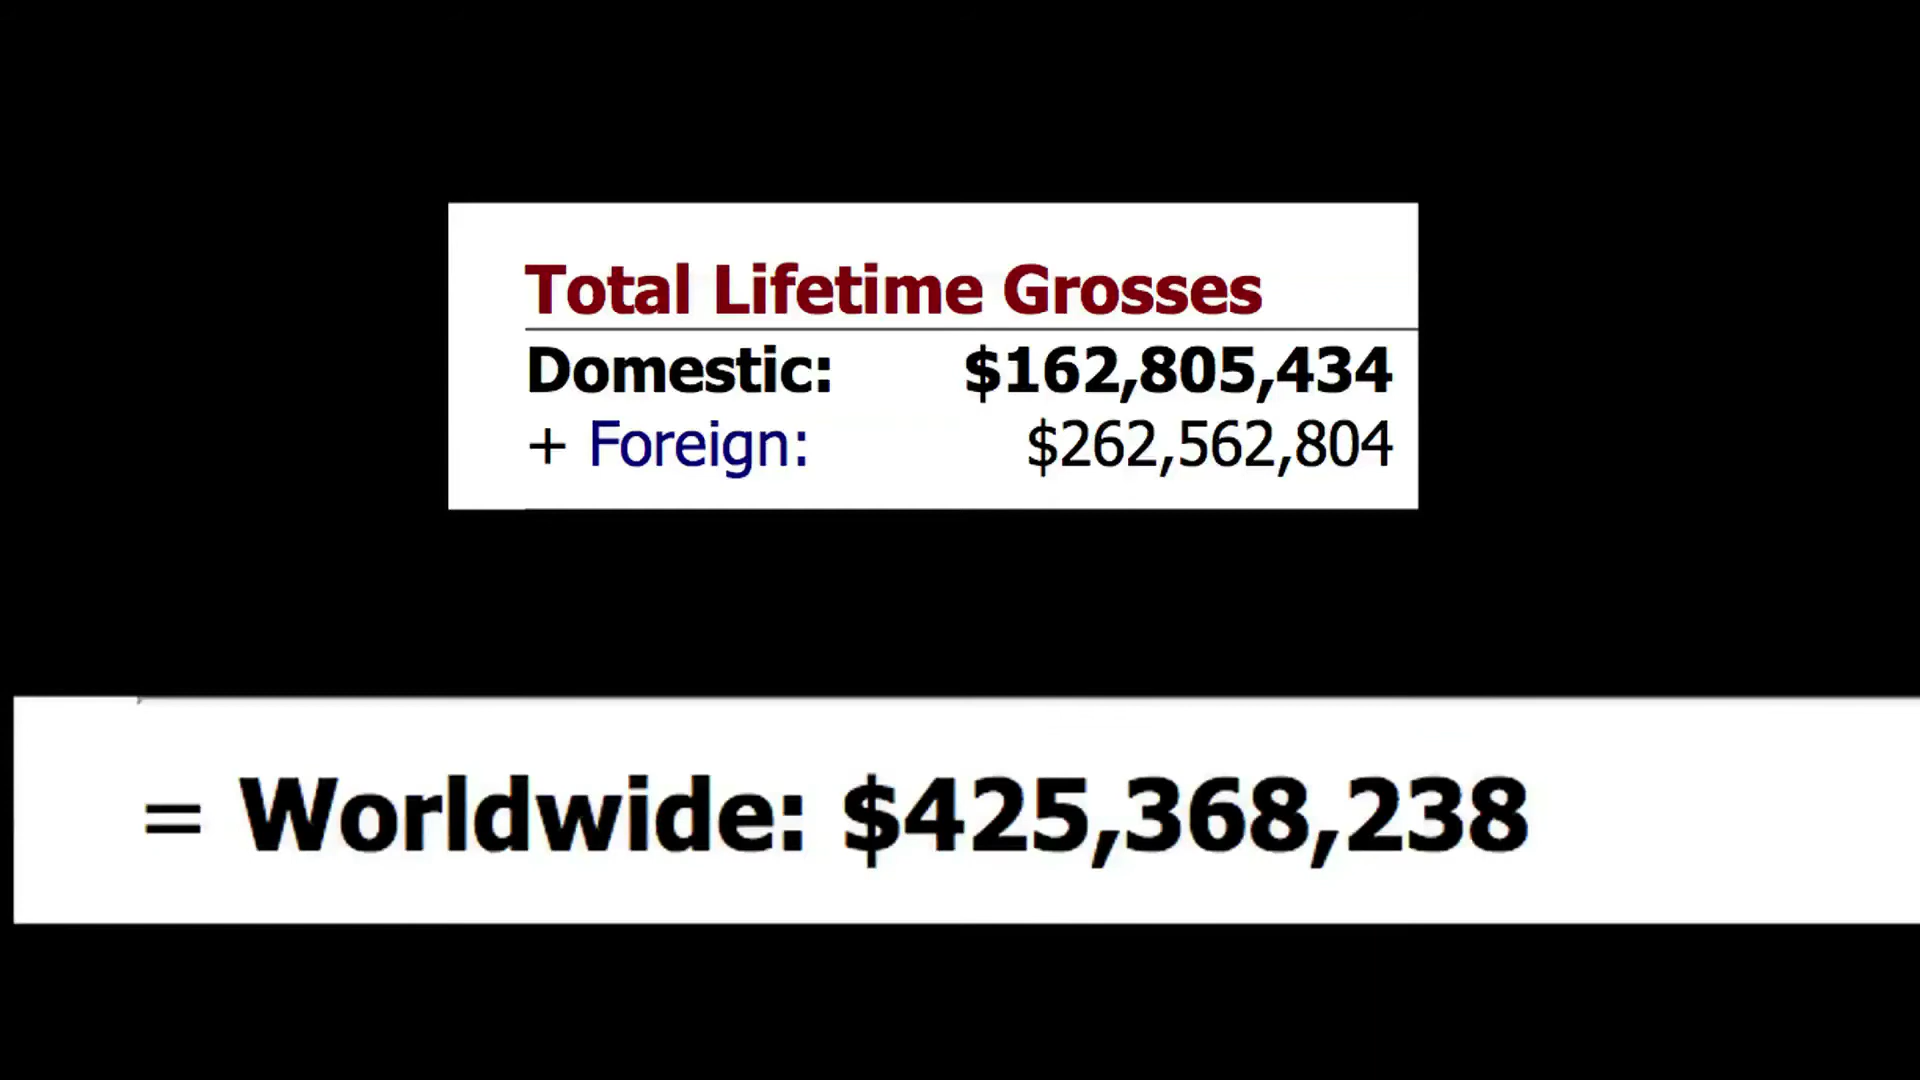 Total Lifetime Grosses
Domestic: $162,805,434
+ Foreign: $262,562,804
= Worldwide: $425,368,238